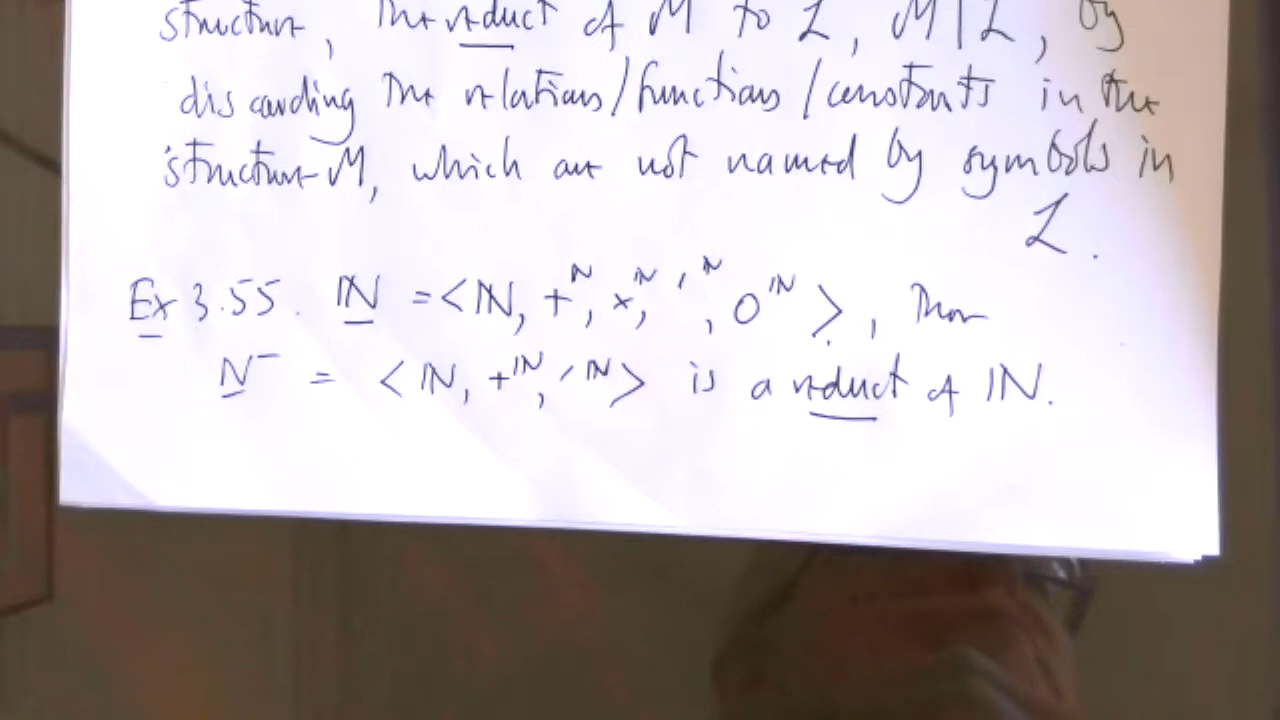 structure, the reduct of M to L, M|L, by
discarding the relations/functions/constants in the
structure M, which are not named by symbols in
L.
Ex 3.55. ℕ = <ℕ, +^ℕ, ×^ℕ, ′^ℕ, 0^ℕ>, Then
N⁻ = <ℕ, +^ℕ, ′^ℕ> is a reduct of ℕ.